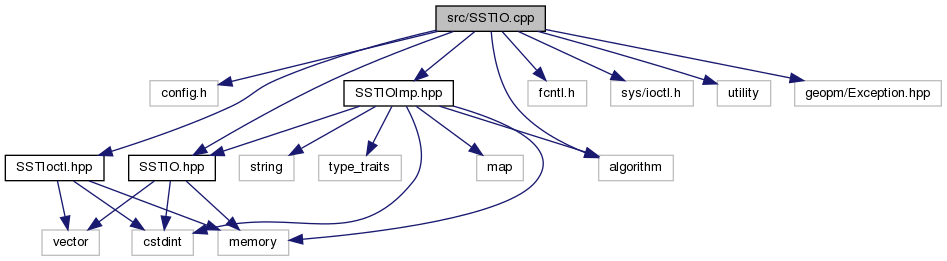 src/SSTIO.cpp
config.h
SSTIOImp.hpp
fcntl.h
sys/ioctl.h
utility
geopm/Exception.hpp
SSTIoctl.hpp
SSTIO.hpp
string
type_traits
map
algorithm
vector
cstdint
memory